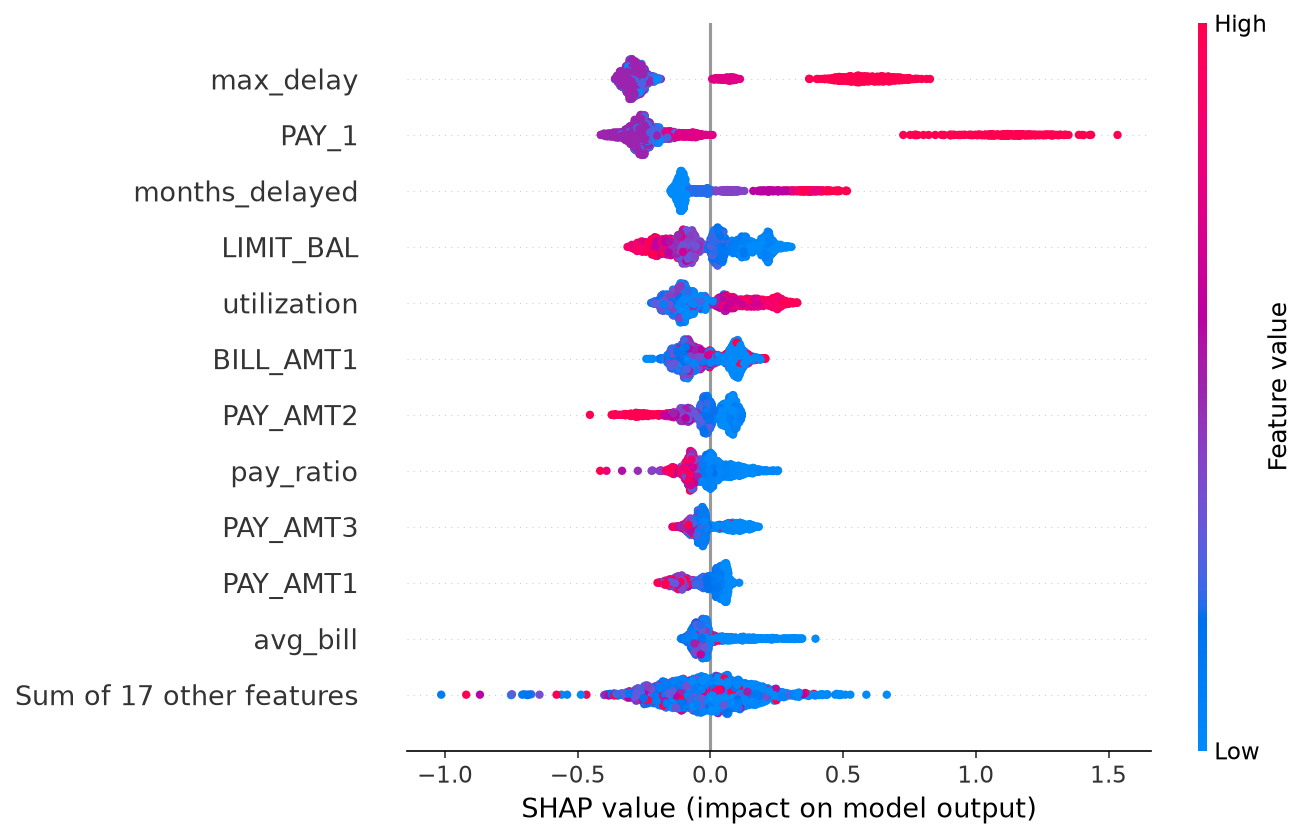 High
max_delay
PAY_1
months_delayed
LIMIT_BAL
utilization
BILL_AMT1
PAY_AMT2
pay_ratio
PAY_AMT3
PAY_AMT1
avg_bill
Sum of 17 other features
Feature value
Low
−1.0 −0.5 0.0 0.5 1.0 1.5
SHAP value (impact on model output)